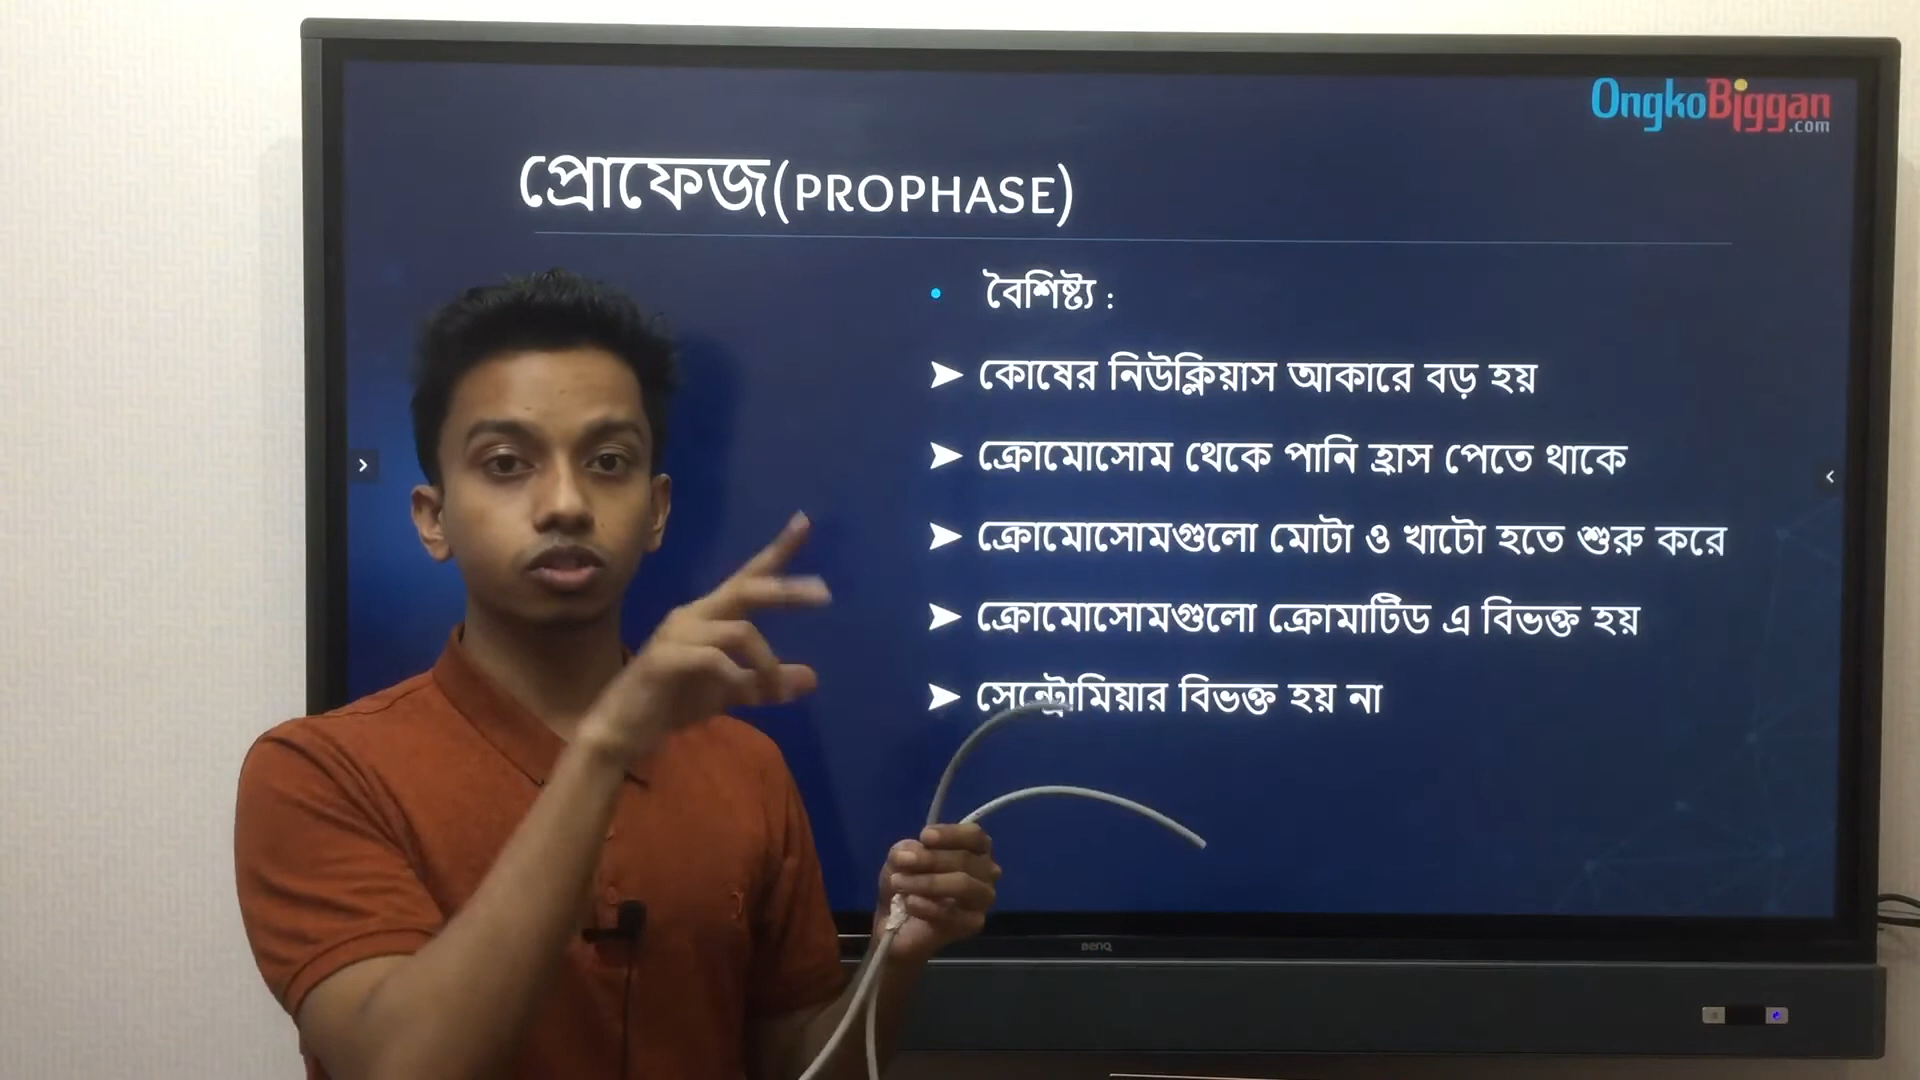 OngkoBiggan
.com
প্রোফেজ(PROPHASE)
• বৈশিষ্ট্য :
➤ কোষের নিউক্লিয়াস আকারে বড় হয়
➤ ক্রোমোসোম থেকে পানি হ্রাস পেতে থাকে
➤ ক্রোমোসোমগুলো মোটা ও খাটো হতে শুরু করে
➤ ক্রোমোসোমগুলো ক্রোমাটিড এ বিভক্ত হয়
➤ সেন্ট্রোমিয়ার বিভক্ত হয় না
BenQ